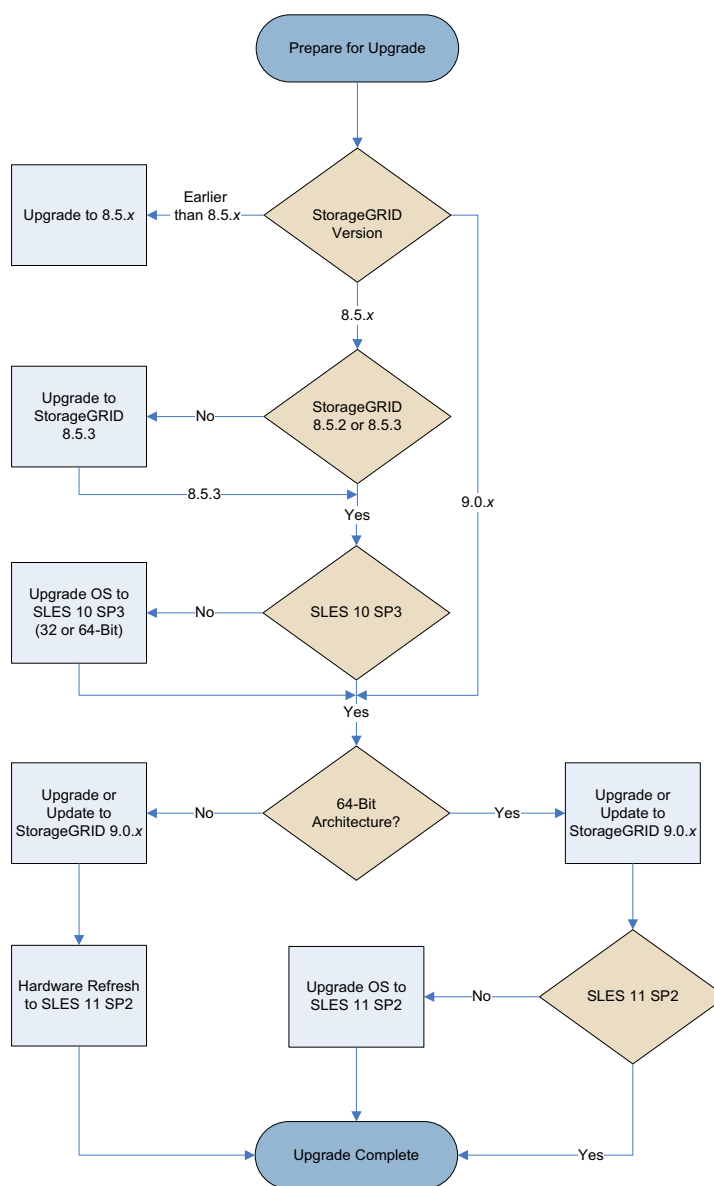 Prepare for Upgrade
Earlier
than 8.5.x
Upgrade to 8.5.x
StorageGRID
Version
8.5.x
Upgrade to
StorageGRID
8.5.3
No
StorageGRID
8.5.2 or 8.5.3
8.5.3
Yes
9.0.x
Upgrade OS to
SLES 10 SP3
(32 or 64-Bit)
No
SLES 10 SP3
Yes
Upgrade or
Update to
StorageGRID 9.0.x
No
64-Bit
Architecture?
Yes
Upgrade or
Update to
StorageGRID 9.0.x
Hardware Refresh
to SLES 11 SP2
Upgrade OS to
SLES 11 SP2
No
SLES 11 SP2
Upgrade Complete
Yes